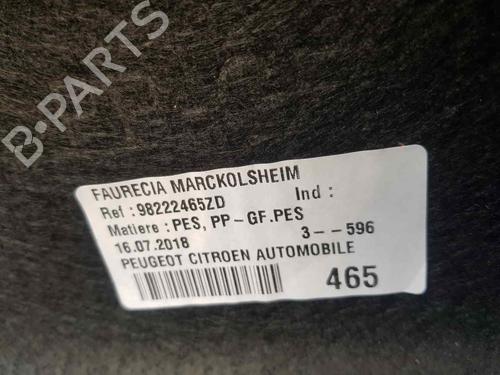 B-PARTS
FAURECIA MARCKOLSHEIM
Ref : 98222465ZD Ind :
Matiere : PES, PP-GF.PES
16.07.2018 3--596
PEUGEOT CITROEN AUTOMOBILE
465